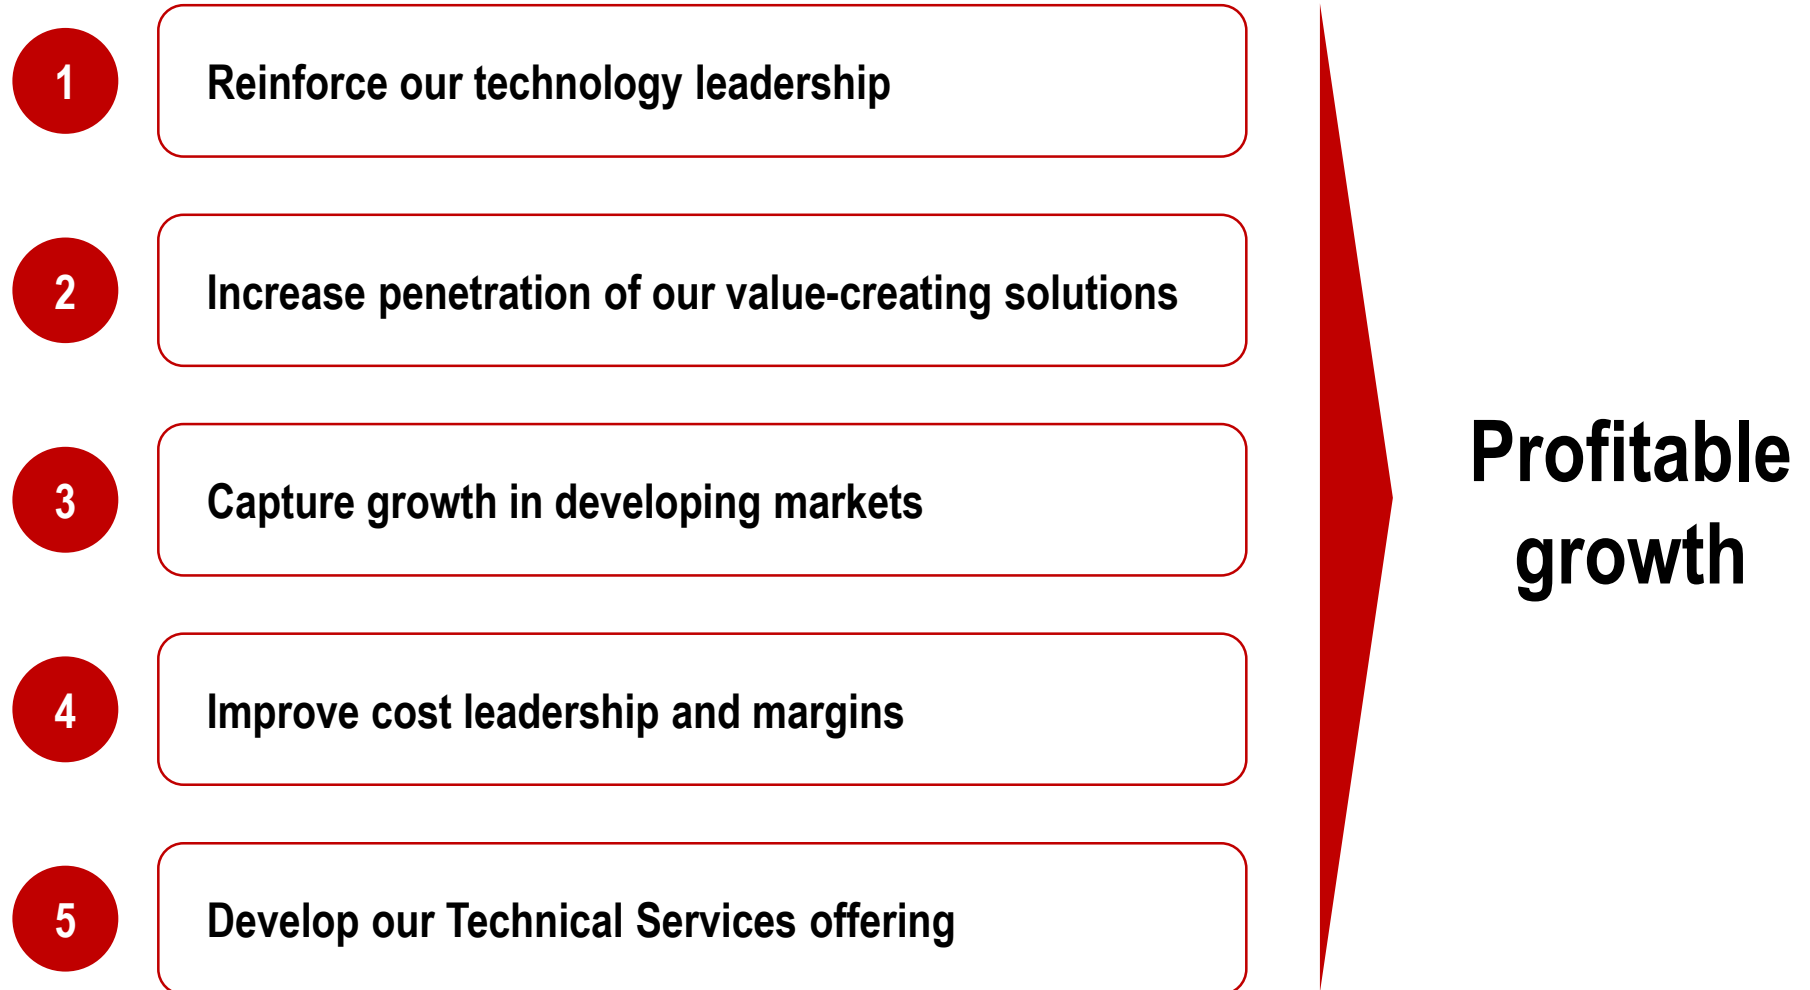 1
Reinforce our technology leadership
2
Increase penetration of our value-creating solutions
3
Capture growth in developing markets
4
Improve cost leadership and margins
5
Develop our Technical Services offering
Profitable
growth